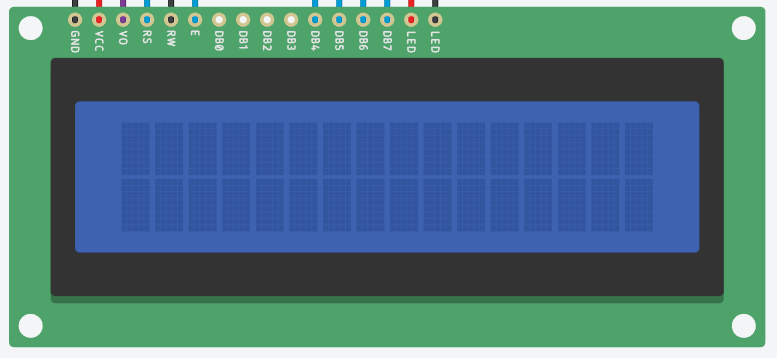 GND VCC VO RS RW E DB0 DB1 DB2 DB3 DB4 DB5 DB6 DB7 LED LED